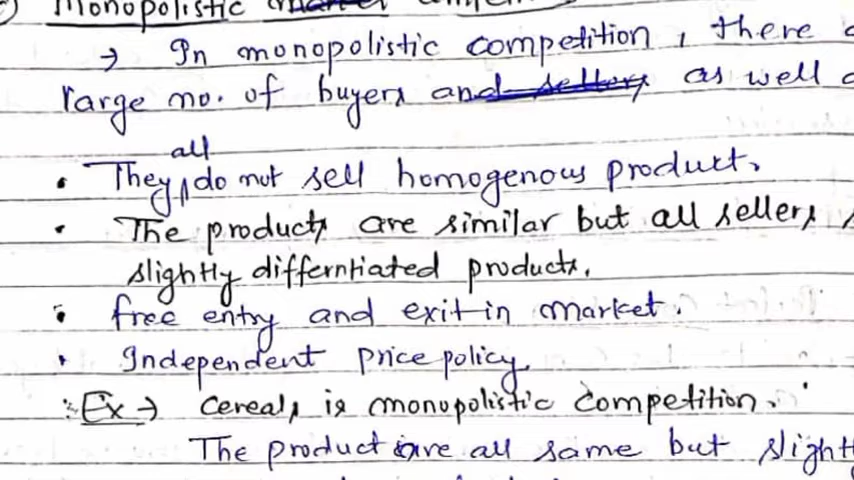 Monopolistic
→ In monopolistic competition, there
large no. of buyers and sellers as well
all
• They do not sell homogenous product.
• The products are similar but all sellers
slightly differntiated products.
• free entry and exit in market.
• Independent price policy.
Ex → Cereals is monopolistic competition.
The product are all same but slight